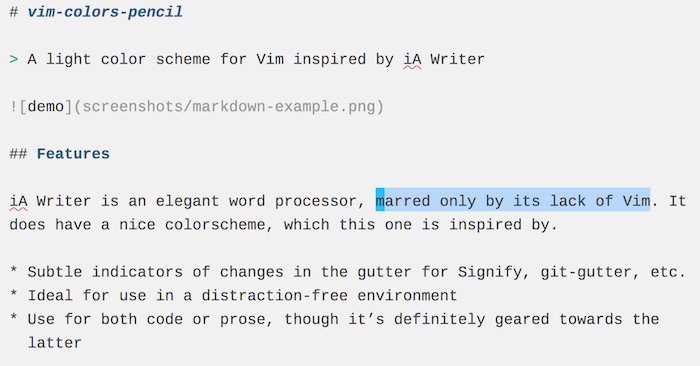 # vim-colors-pencil
> A light color scheme for Vim inspired by iA Writer
![demo](screenshots/markdown-example.png)
## Features
iA Writer is an elegant word processor, marred only by its lack of Vim. It
does have a nice colorscheme, which this one is inspired by.
* Subtle indicators of changes in the gutter for Signify, git-gutter, etc.
* Ideal for use in a distraction-free environment
* Use for both code or prose, though it’s definitely geared towards the
latter